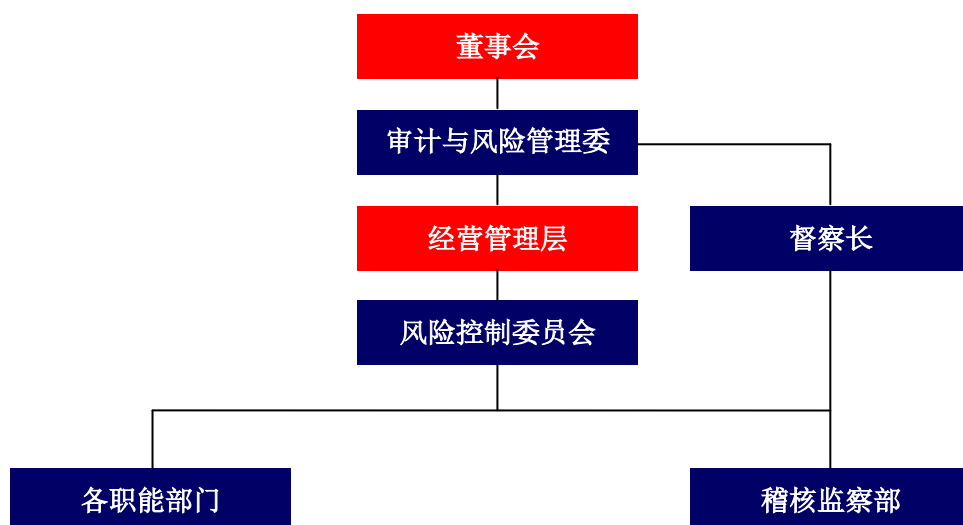 董事会
审计与风险管理委
经营管理层
督察长
风险控制委员会
各职能部门
稽核监察部